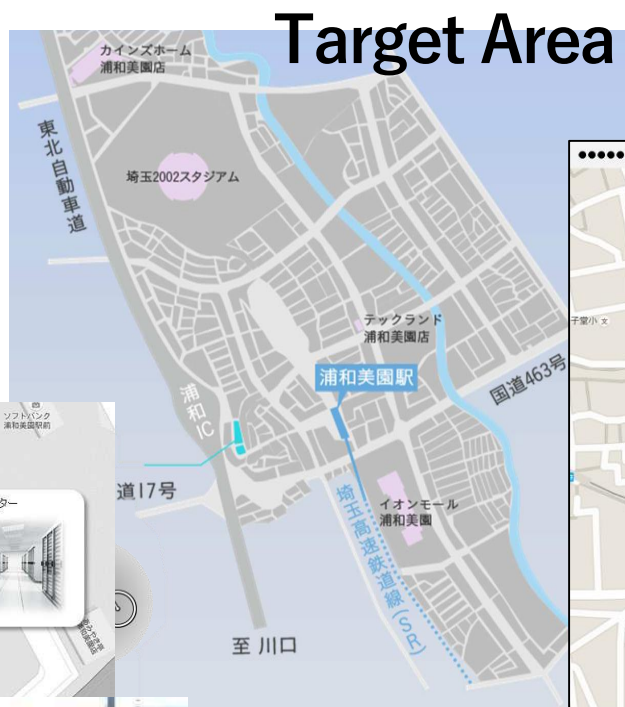 Target Area
カインズホーム
浦和美園店
東北自動車道
埼玉2002スタジアム
子堂小 文
テックランド
浦和美園店
浦和美園駅
国道463号
浦和IC
ソフトバンク
浦和美園駅前
ター
道17号
イオンモール
浦和美園
埼玉高速鉄道線(SR)
至 川口